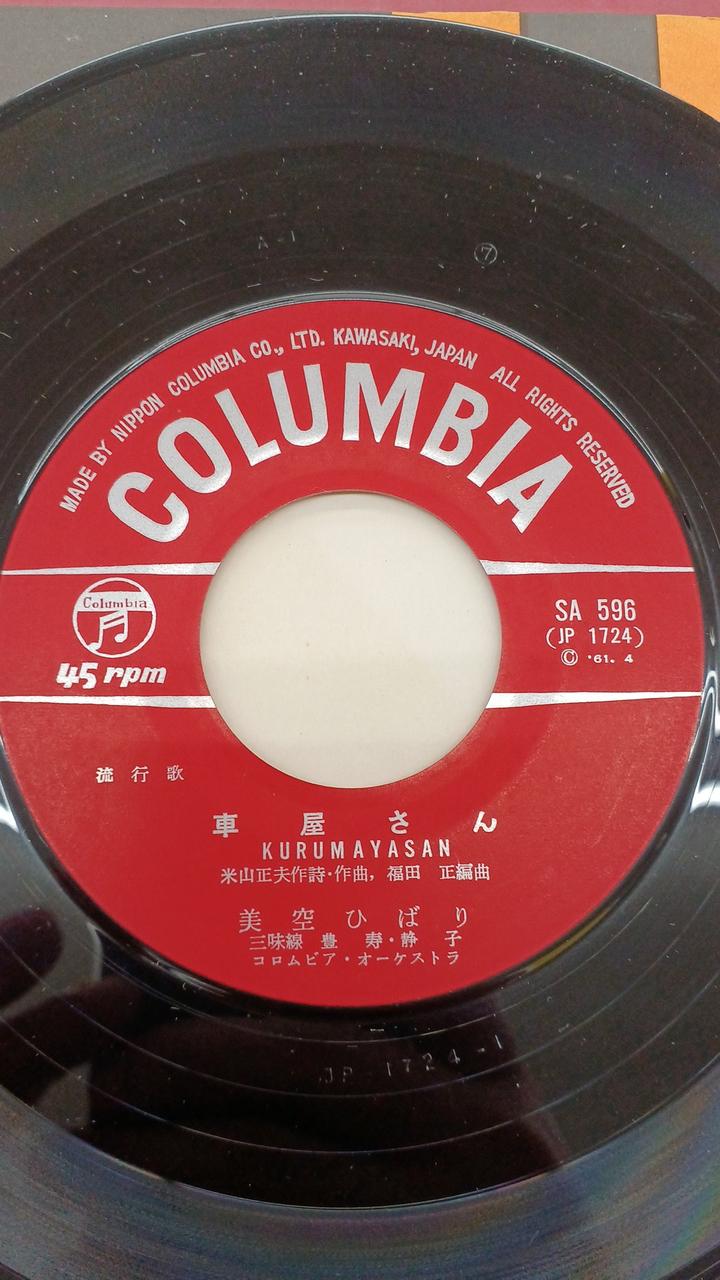 A-1
⑦
MADE BY NIPPON COLUMBIA CO., LTD. KAWASAKI, JAPAN ALL RIGHTS RESERVED
COLUMBIA
Columbia
45 rpm
SA 596
(JP 1724)
© '61. 4
流行歌
車屋さん
KURUMAYASAN
米山正夫作詩・作曲, 福田 正編曲
美空ひばり
三味線 豊 寿・静 子
コロムビア・オーケストラ
JP-1724-1